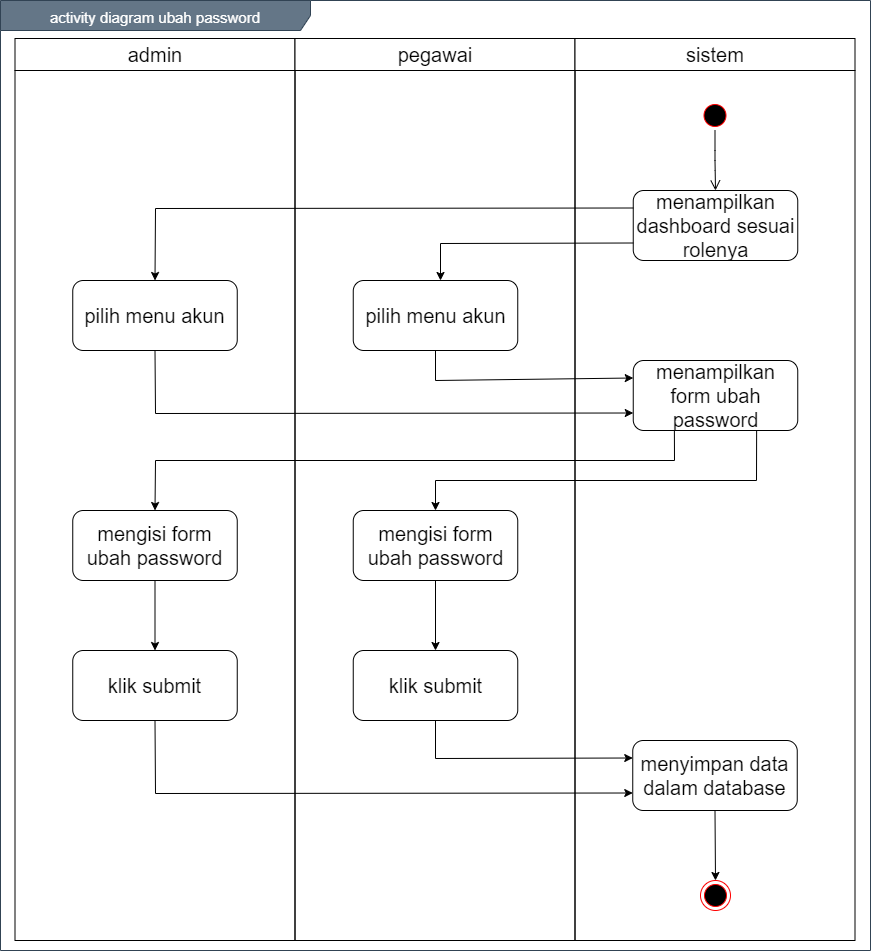 activity diagram ubah password
admin
pegawai
sistem
menampilkan
dashboard sesuai
rolenya
pilih menu akun
pilih menu akun
menampilkan
form ubah
password
mengisi form
ubah password
mengisi form
ubah password
klik submit
klik submit
menyimpan data
dalam database